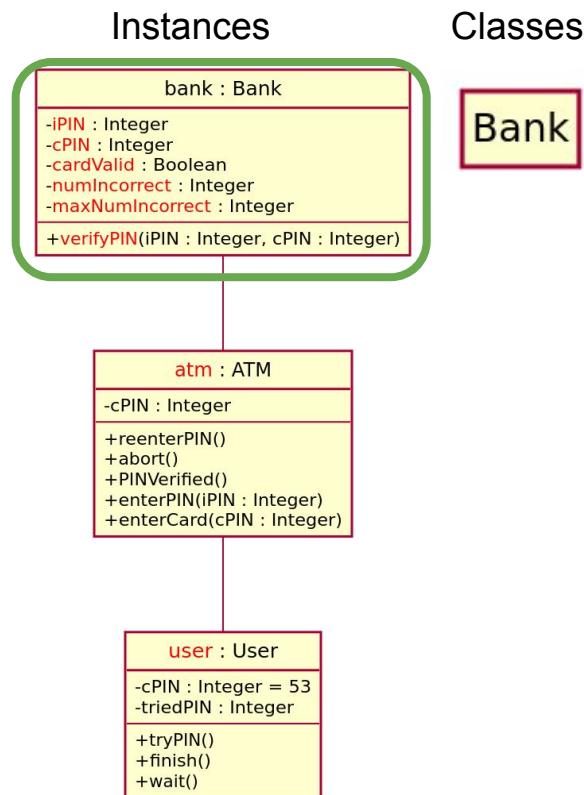 Instances
Classes
bank : Bank
-iPIN : Integer
-cPIN : Integer
-cardValid : Boolean
-numIncorrect : Integer
-maxNumIncorrect : Integer
+verifyPIN(iPIN : Integer, cPIN : Integer)
Bank
atm : ATM
-cPIN : Integer
+reenterPIN()
+abort()
+PINVerified()
+enterPIN(iPIN : Integer)
+enterCard(cPIN : Integer)
user : User
-cPIN : Integer = 53
-triedPIN : Integer
+tryPIN()
+finish()
+wait()